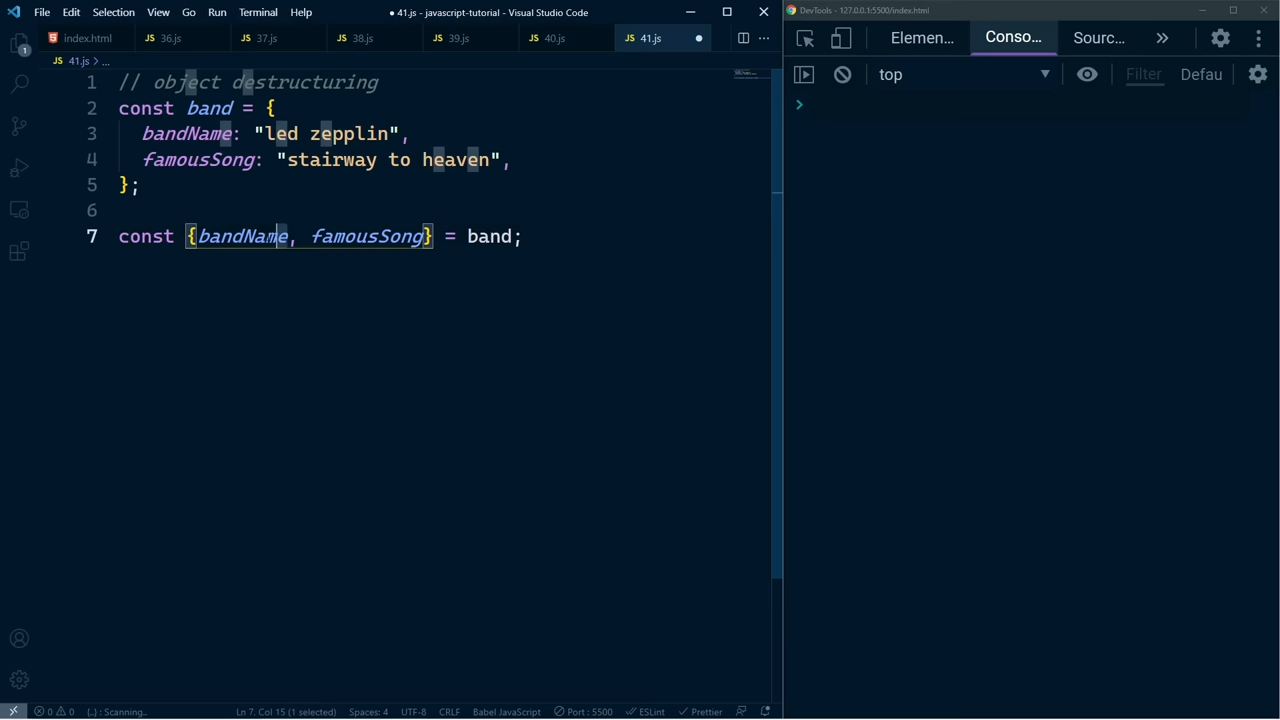 File Edit Selection View Go Run Terminal Help ● 41.js - javascript-tutorial - Visual Studio Code
DevTools - 127.0.0.1:5500/index.html
index.html JS 36.js JS 37.js JS 38.js JS 39.js JS 40.js JS 41.js
Elemen... Conso... Sourc...
JS 41.js > ...
top Filter Defau
1 // object destructuring
2 const band = {
3 bandName: "led zepplin",
4 famousSong: "stairway to heaven",
5 };
6
7 const {bandName, famousSong} = band;
1
0 0 {..} : Scanning.. Ln 7, Col 15 (1 selected) Spaces: 4 UTF-8 CRLF Babel JavaScript Port : 5500 ESLint Prettier